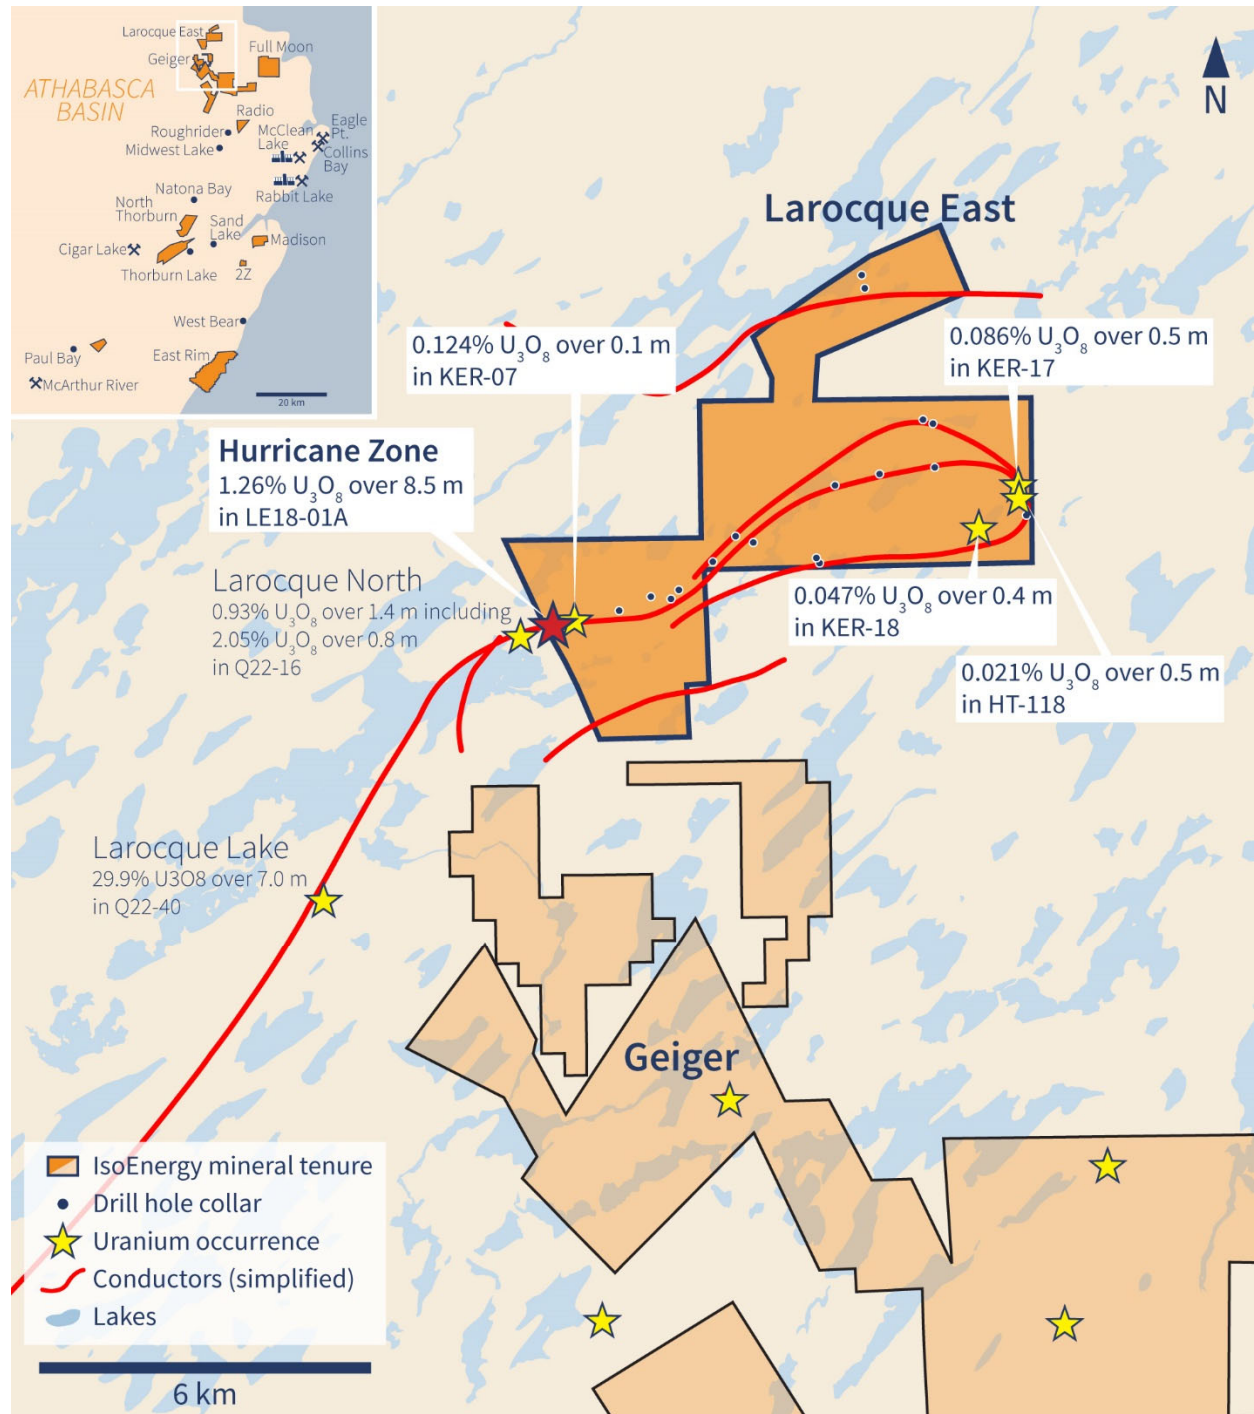 Larocque East
Geiger
Full Moon
ATHABASCA
BASIN
Radio
Roughrider
Midwest Lake
McClean
Lake
Eagle
Pt.
Collins
Bay
Rabbit Lake
Natona Bay
North
Thorburn
Sand
Lake
Cigar Lake
Madison
Thorburn Lake
2Z
West Bear
Paul Bay
East Rim
McArthur River
20 km
N
Larocque East
0.124% U₃O₈ over 0.1 m
in KER-07
0.086% U₃O₈ over 0.5 m
in KER-17
Hurricane Zone
1.26% U₃O₈ over 8.5 m
in LE18-01A
Larocque North
0.93% U₃O₈ over 1.4 m including
2.05% U₃O₈ over 0.8 m
in Q22-16
0.047% U₃O₈ over 0.4 m
in KER-18
0.021% U₃O₈ over 0.5 m
in HT-118
Larocque Lake
29.9% U3O8 over 7.0 m
in Q22-40
Geiger
IsoEnergy mineral tenure
Drill hole collar
Uranium occurrence
Conductors (simplified)
Lakes
6 km